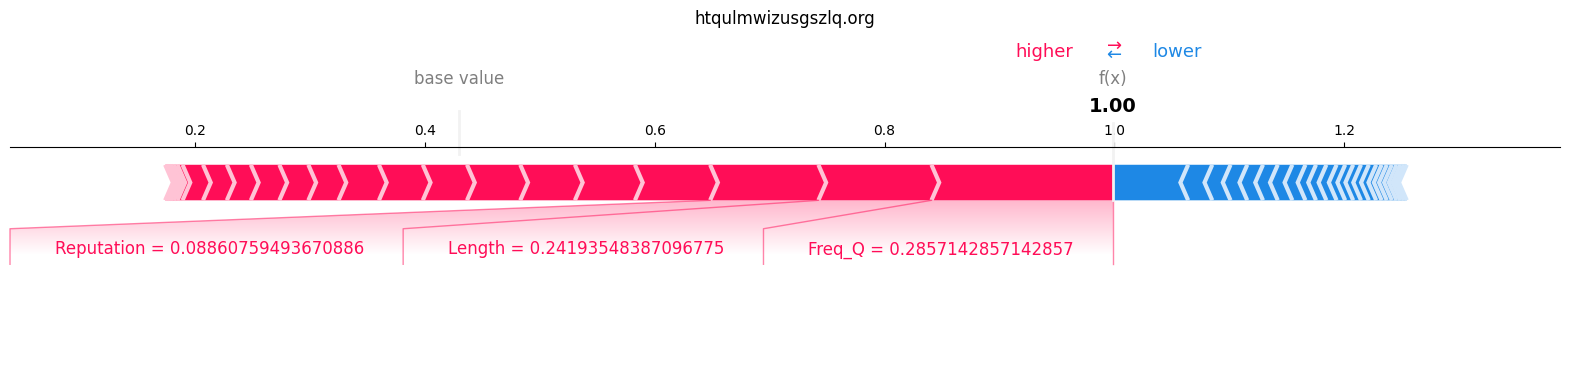 htqulmwizusgszlq.org
higher ⇄ lower
base value f(x)
1.00
0.2 0.4 0.6 0.8 1.0 1.2
Reputation = 0.08860759493670886 Length = 0.24193548387096775 Freq_Q = 0.2857142857142857